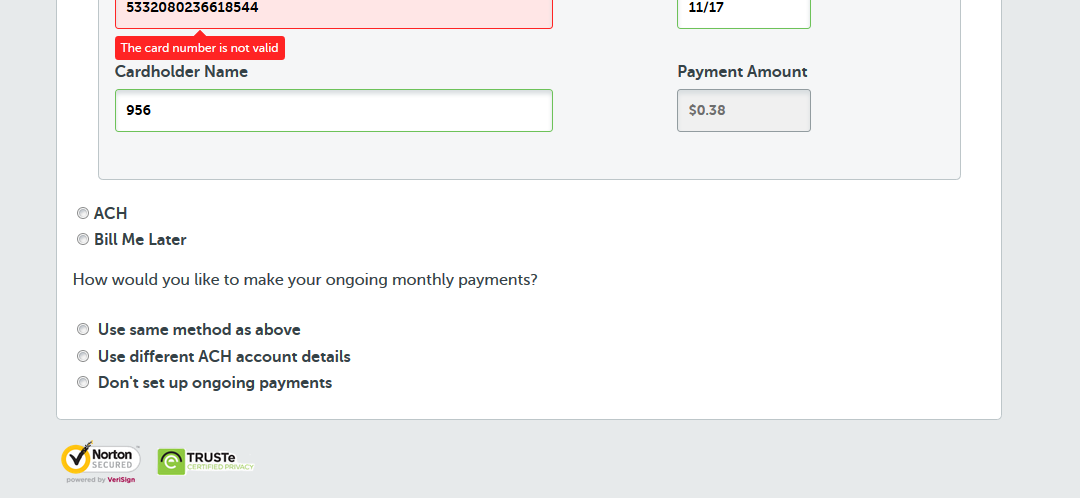 5332080236618544
11/17
The card number is not valid
Cardholder Name
Payment Amount
956
$0.38
ACH
Bill Me Later
How would you like to make your ongoing monthly payments?
Use same method as above
Use different ACH account details
Don't set up ongoing payments
Norton
SECURED
powered by VeriSign
TRUSTe
CERTIFIED PRIVACY